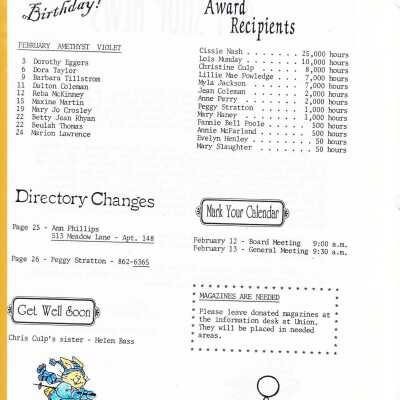 Birthday!
FEBRUARY AMETHYST VIOLET
3 Dorothy Eggers
6 Dora Taylor
9 Barbara Tillstrom
11 Dalton Coleman
12 Reba McKinney
15 Maxine Martin
19 Mary Jo Crosley
22 Betty Jean Rhyan
22 Beulah Thomas
24 Marion Lawrence
Directory Changes
Page 25 - Ann Phillips
513 Meadow Lane - Apt. 148
Page 26 - Peggy Stratton - 862-6365
Get Well Soon
Chris Culp's sister - Helen Bass
Award
Recipients
Cissie Nash . . . . . . . 25,000 hours
Lois Munday . . . . . . . 10,000 hours
Christine Culp . . . . . 8,000 hours
Lillie Mae Powledge . . . 7,000 hours
Myla Jackson . . . . . . 7,000 hours
Jean Coleman . . . . . . 2,000 hours
Anne Perry . . . . . . . 2,000 hours
Peggy Stratton . . . . . 1,000 hours
Mary Haney . . . . . . . 1,000 hours
Fannie Bell Poole . . . . 500 hours
Annie McFarland . . . . . 500 hours
Evelyn Henley . . . . . . 50 hours
Mary Slaughter . . . . . 50 hours
Mark Your Calendar
February 12 - Board Meeting 9:00 a.m.
February 13 - General Meeting 9:30 a.m.
MAGAZINES ARE NEEDED
Please leave donated magazines at
the information desk at Union.
They will be placed in needed
areas.